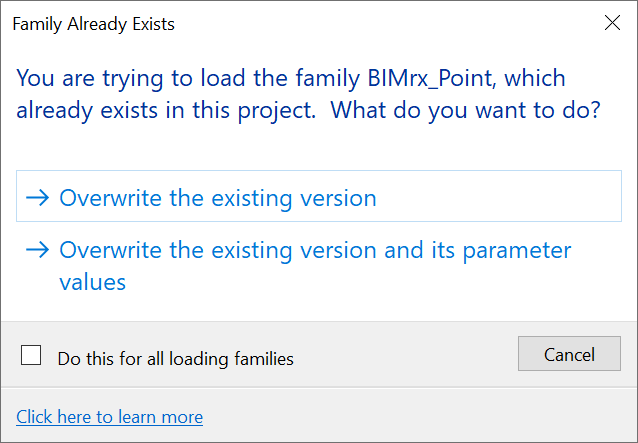 Family Already Exists
You are trying to load the family BIMrx_Point, which
already exists in this project.  What do you want to do?
Overwrite the existing version
Overwrite the existing version and its parameter
values
Do this for all loading families
Cancel
Click here to learn more